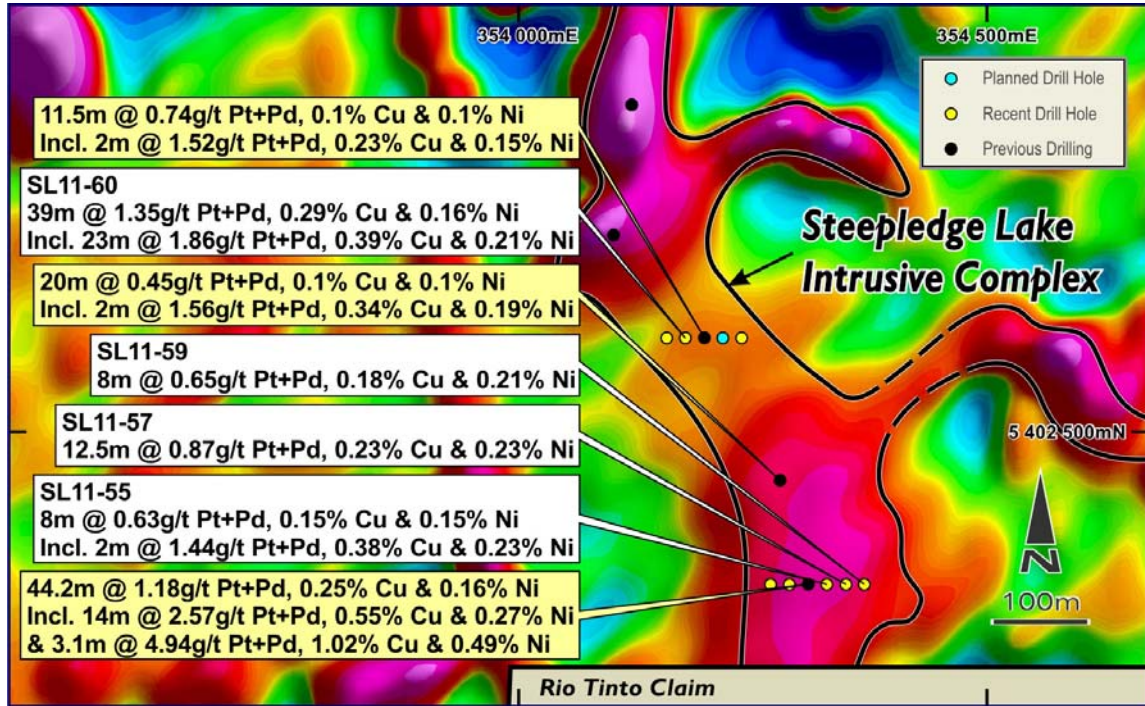 354 000mE
354 500mE
Planned Drill Hole
Recent Drill Hole
Previous Drilling
11.5m @ 0.74g/t Pt+Pd, 0.1% Cu & 0.1% Ni
Incl. 2m @ 1.52g/t Pt+Pd, 0.23% Cu & 0.15% Ni
SL11-60
39m @ 1.35g/t Pt+Pd, 0.29% Cu & 0.16% Ni
Incl. 23m @ 1.86g/t Pt+Pd, 0.39% Cu & 0.21% Ni
20m @ 0.45g/t Pt+Pd, 0.1% Cu & 0.1% Ni
Incl. 2m @ 1.56g/t Pt+Pd, 0.34% Cu & 0.19% Ni
SL11-59
8m @ 0.65g/t Pt+Pd, 0.18% Cu & 0.21% Ni
SL11-57
12.5m @ 0.87g/t Pt+Pd, 0.23% Cu & 0.23% Ni
SL11-55
8m @ 0.63g/t Pt+Pd, 0.15% Cu & 0.15% Ni
Incl. 2m @ 1.44g/t Pt+Pd, 0.38% Cu & 0.23% Ni
44.2m @ 1.18g/t Pt+Pd, 0.25% Cu & 0.16% Ni
Incl. 14m @ 2.57g/t Pt+Pd, 0.55% Cu & 0.27% Ni
& 3.1m @ 4.94g/t Pt+Pd, 1.02% Cu & 0.49% Ni
Steepledge Lake
Intrusive Complex
5 402 500mN
N
100m
Rio Tinto Claim